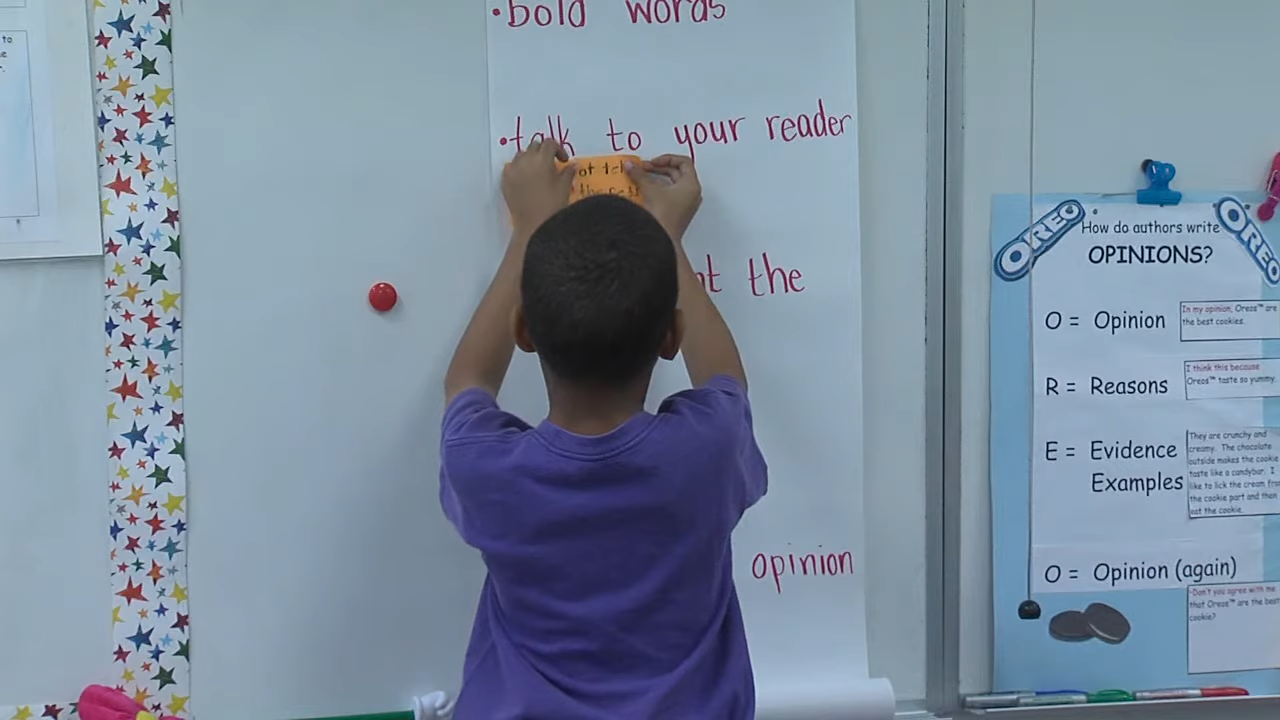 to
• bold words
• talk to your reader
the
opinion
OREO
OREO
How do authors write
OPINIONS?
O = Opinion
In my opinion, Oreos™ are
the best cookies.
R = Reasons
I think this because
Oreos™ taste so yummy.
E = Evidence
Examples
They are crunchy and
creamy. The chocolate
outside makes the cookie
taste like a candybar. I
like to lick the cream from
the cookie part and then
eat the cookie.
O = Opinion (again)
Don't you agree with me
that Oreos™ are the best
cookie?